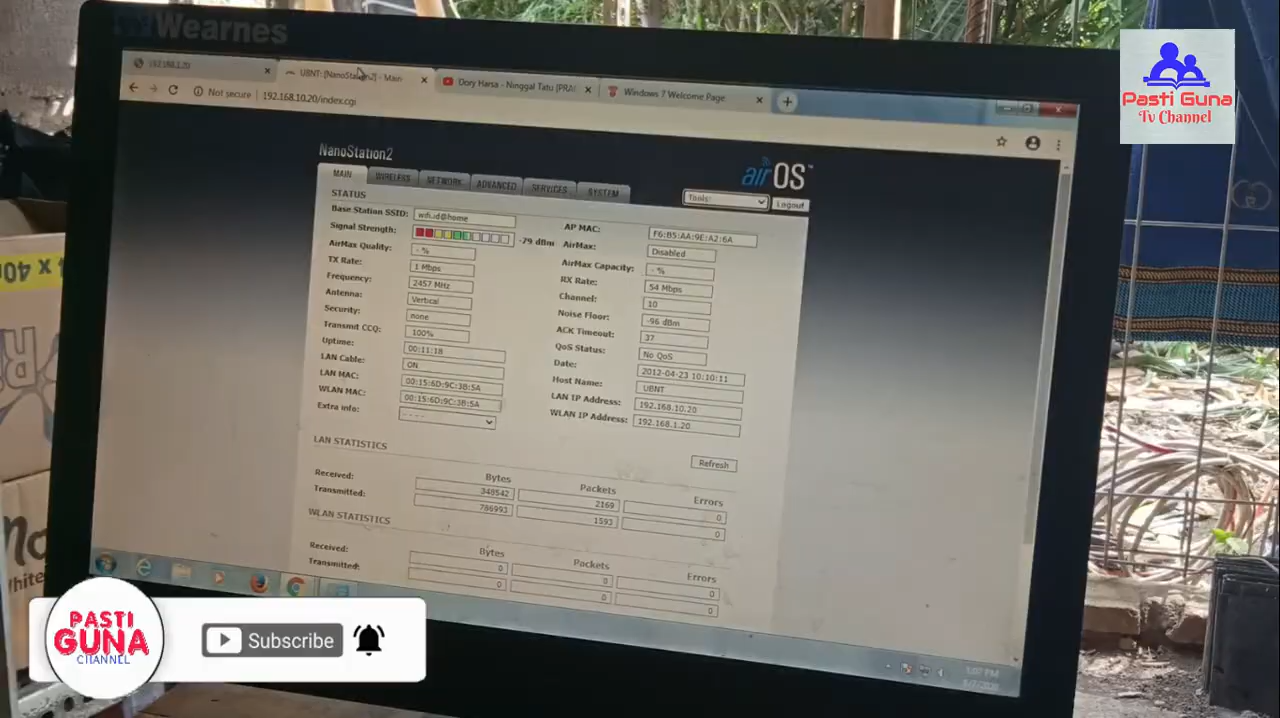 Wearnes
Pasti Guna
Tv Channel
192.168.1.20
UBNT: [NanoStation2] - Main
Dory Harsa - Ninggal Tatu [PRA
Windows 7 Welcome Page
Not secure
192.168.10.20/index.cgi
NanoStation2
airOS™
MAIN WIRELESS NETWORK ADVANCED SERVICES SYSTEM
Tools: Logout
STATUS
Base Station SSID: wdi.id@home
AP MAC: F6:B5:AA:9E:A2:6A
Signal Strength: -79 dBm
AirMax: Disabled
AirMax Quality: - %
AirMax Capacity: - %
TX Rate: 1 Mbps
RX Rate: 54 Mbps
Frequency: 2457 MHz
Channel: 10
Antenna: Vertical
Noise Floor: -96 dBm
Security: none
ACK Timeout: 37
Transmit CCQ: 100%
QoS Status: No QoS
Uptime: 00:11:18
Date: 2012-04-23 10:10:11
LAN Cable: ON
Host Name: UBNT
LAN MAC: 00:15:6D:9C:3B:5A
LAN IP Address: 192.168.10.20
WLAN MAC: 00:15:6D:9C:3B:5A
WLAN IP Address: 192.168.1.20
Extra info: - - - -
Refresh
LAN STATISTICS
Bytes Packets Errors
Received: 348542 2169 0
Transmitted: 786993 1593 0
WLAN STATISTICS
Bytes Packets Errors
Received: 0 0 0
Transmitted: 0 0 0
PASTI
GUNA
CHANNEL
Subscribe
White